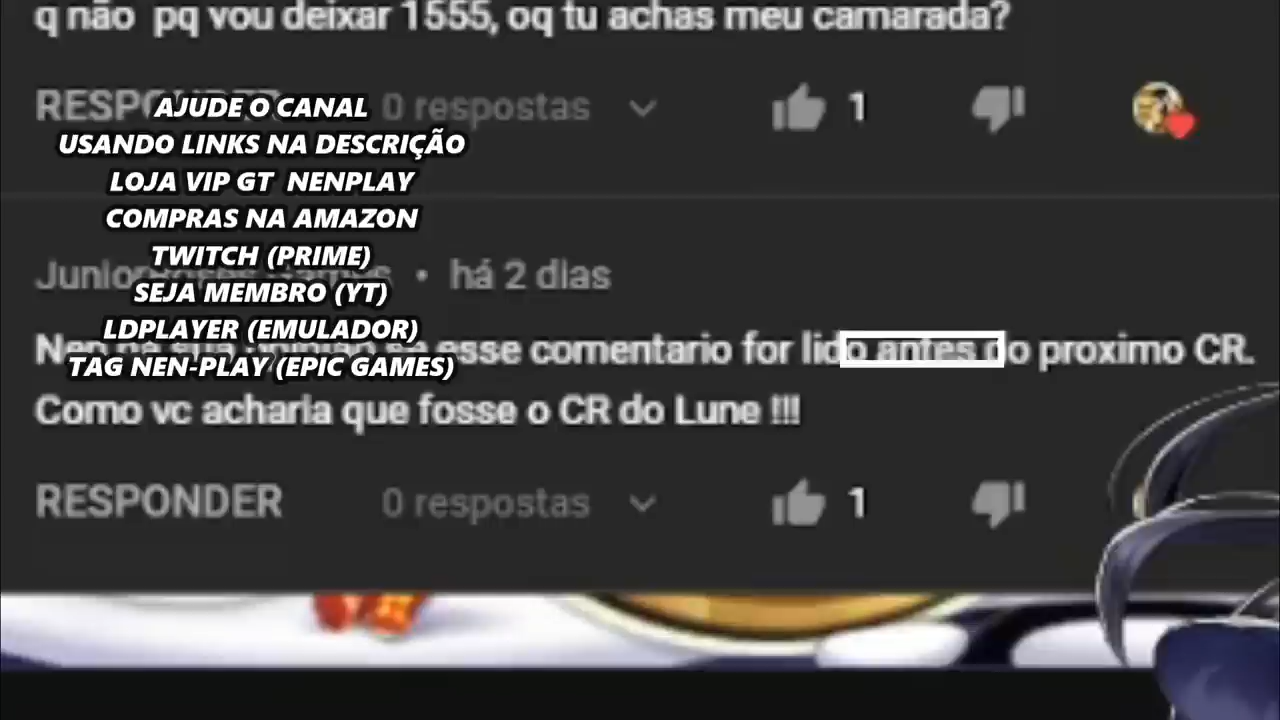 q não pq vou deixar 1555, oq tu achas meu camarada?
0 respostas 1
AJUDE O CANAL
USANDO LINKS NA DESCRIÇÃO
LOJA VIP GT NENPLAY
COMPRAS NA AMAZON
TWITCH (PRIME)
há 2 dias
SEJA MEMBRO (YT)
LDPLAYER (EMULADOR)
esse comentario for lido antes do proximo CR.
TAG NEN-PLAY (EPIC GAMES)
Como vc acharia que fosse o CR do Lune !!!
RESPONDER 0 respostas 1